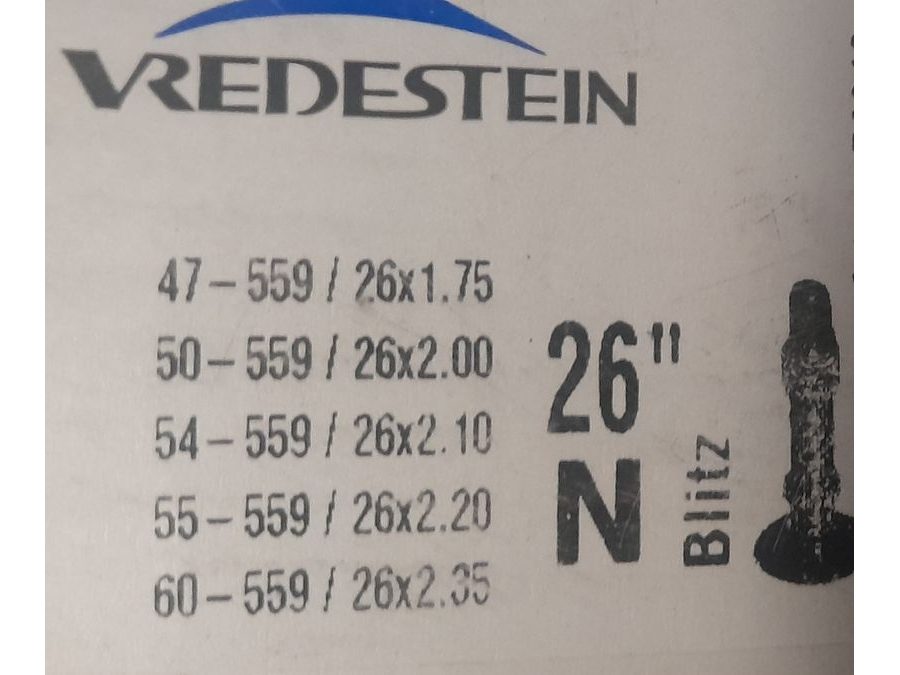 VREDESTEIN
47-559 / 26x1.75
50-559 / 26x2.00
54-559 / 26x2.10
55-559 / 26x2.20
60-559 / 26x2.35
26"
N
Blitz